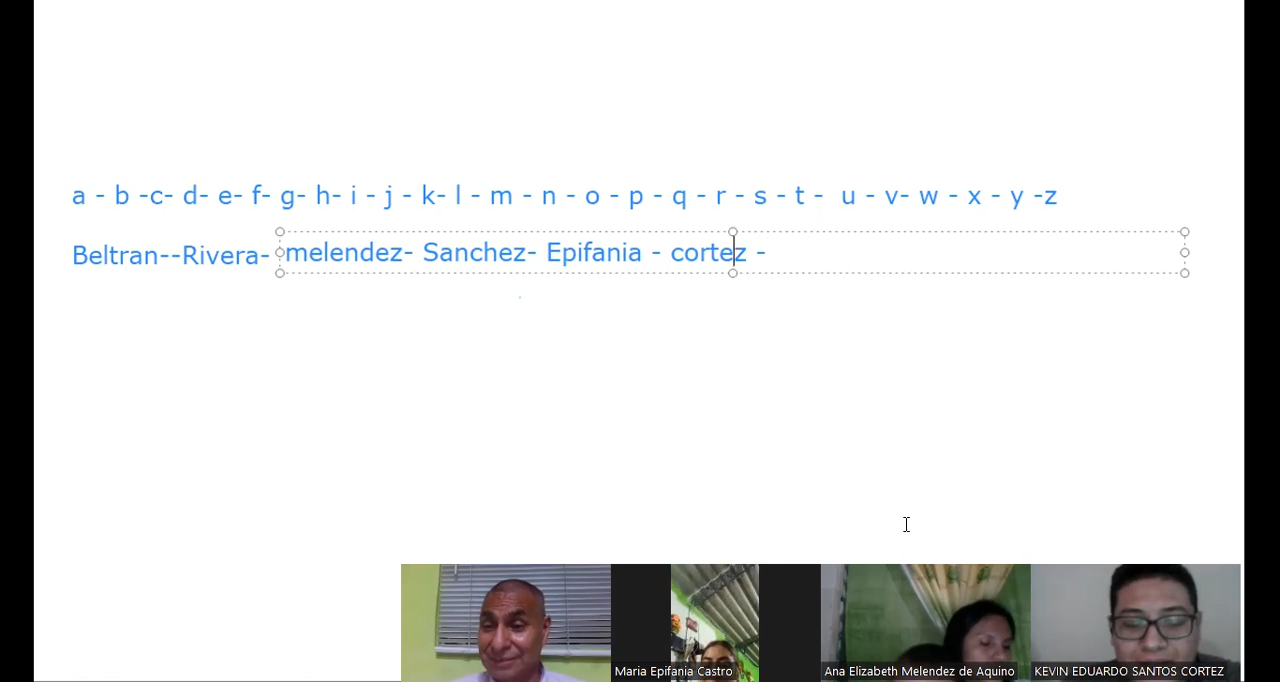 a - b -c- d- e- f- g- h- i - j - k- l - m - n - o - p - q - r - s - t -  u - v- w - x - y -z
Beltran--Rivera- melendez- Sanchez- Epifania - cortez -
Maria Epifania Castro
Ana Elizabeth Melendez de Aquino
KEVIN EDUARDO SANTOS CORTEZ